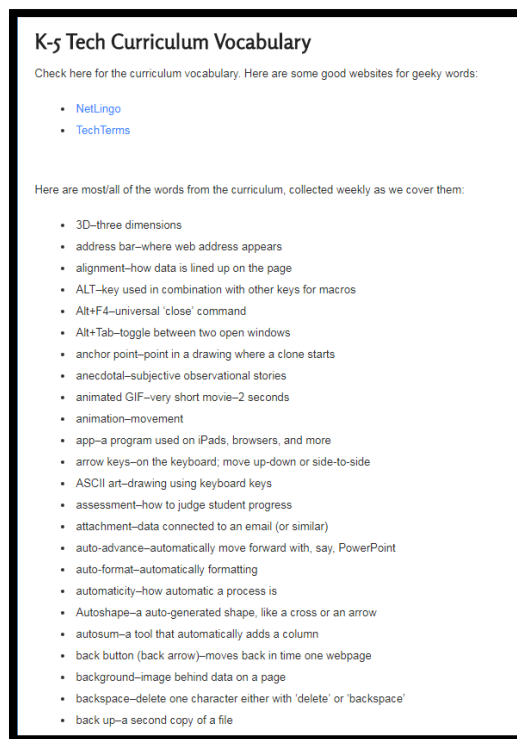 K-5 Tech Curriculum Vocabulary
Check here for the curriculum vocabulary. Here are some good websites for geeky words:
• NetLingo
• TechTerms
Here are most/all of the words from the curriculum, collected weekly as we cover them:
• 3D–three dimensions
• address bar–where web address appears
• alignment–how data is lined up on the page
• ALT–key used in combination with other keys for macros
• Alt+F4–universal ‘close’ command
• Alt+Tab–toggle between two open windows
• anchor point–point in a drawing where a clone starts
• anecdotal–subjective observational stories
• animated GIF–very short movie–2 seconds
• animation–movement
• app–a program used on iPads, browsers, and more
• arrow keys–on the keyboard; move up-down or side-to-side
• ASCII art–drawing using keyboard keys
• assessment–how to judge student progress
• attachment–data connected to an email (or similar)
• auto-advance–automatically move forward with, say, PowerPoint
• auto-format–automatically formatting
• automaticity–how automatic a process is
• Autoshape–a auto-generated shape, like a cross or an arrow
• autosum–a tool that automatically adds a column
• back button (back arrow)–moves back in time one webpage
• background–image behind data on a page
• backspace–delete one character either with ‘delete’ or ‘backspace’
• back up–a second copy of a file